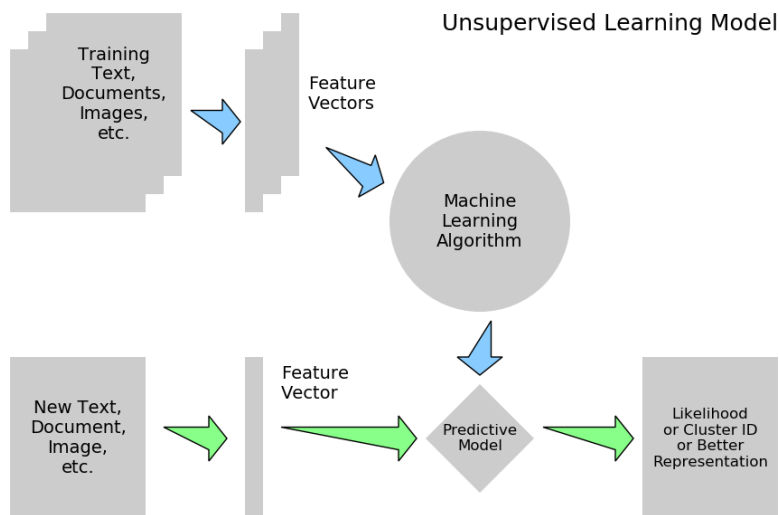 Unsupervised Learning Model
Training
Text,
Documents,
Images,
etc.
Feature
Vectors
Machine
Learning
Algorithm
New Text,
Document,
Image,
etc.
Feature
Vector
Predictive
Model
Likelihood
or Cluster ID
or Better
Representation